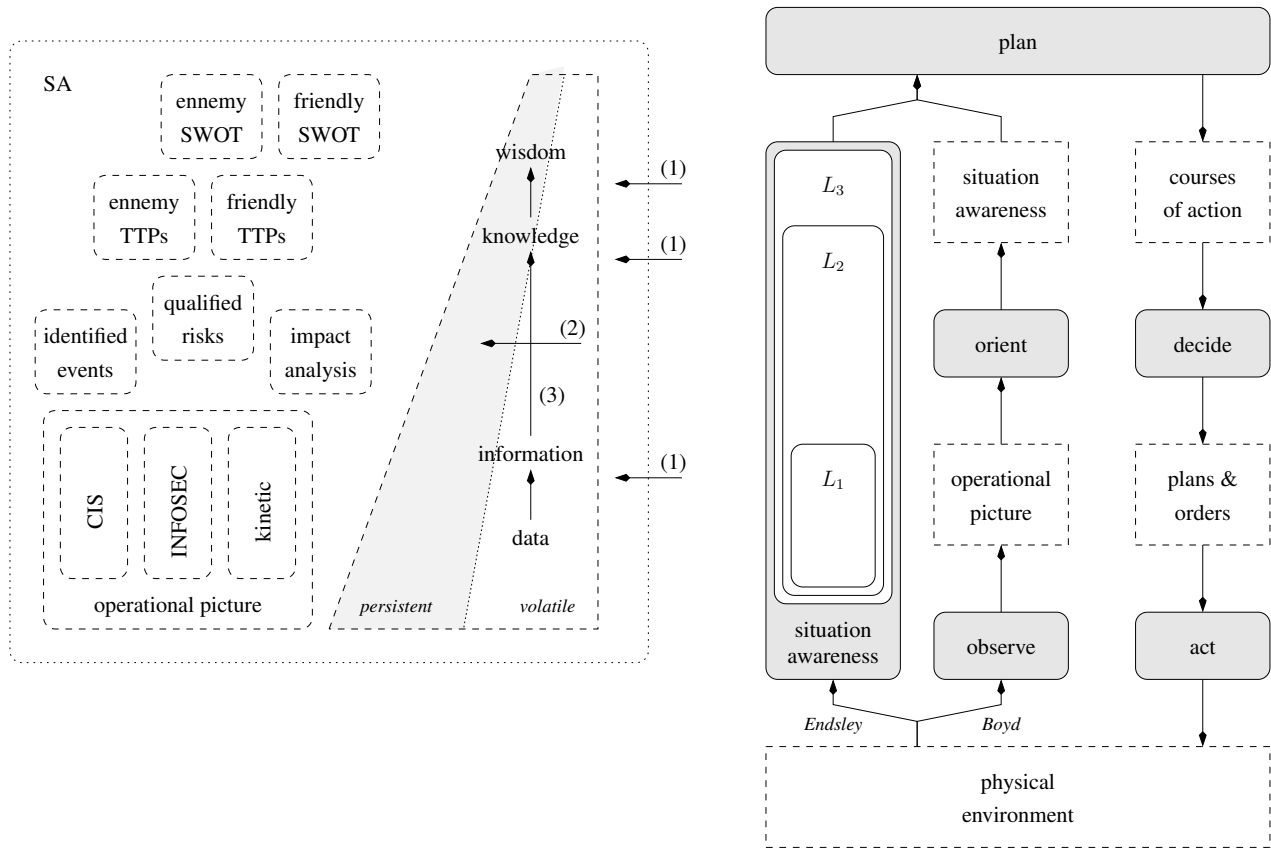 SA
ennemy
SWOT
friendly
SWOT
ennemy
TTPs
friendly
TTPs
qualified
risks
identified
events
impact
analysis
CIS
INFOSEC
kinetic
operational picture
wisdom
knowledge
information
data
persistent
volatile
(1)
(1)
(2)
(3)
(1)
plan
L3
L2
L1
situation
awareness
situation
awareness
orient
operational
picture
observe
courses
of action
decide
plans &
orders
act
Endsley
Boyd
physical
environment